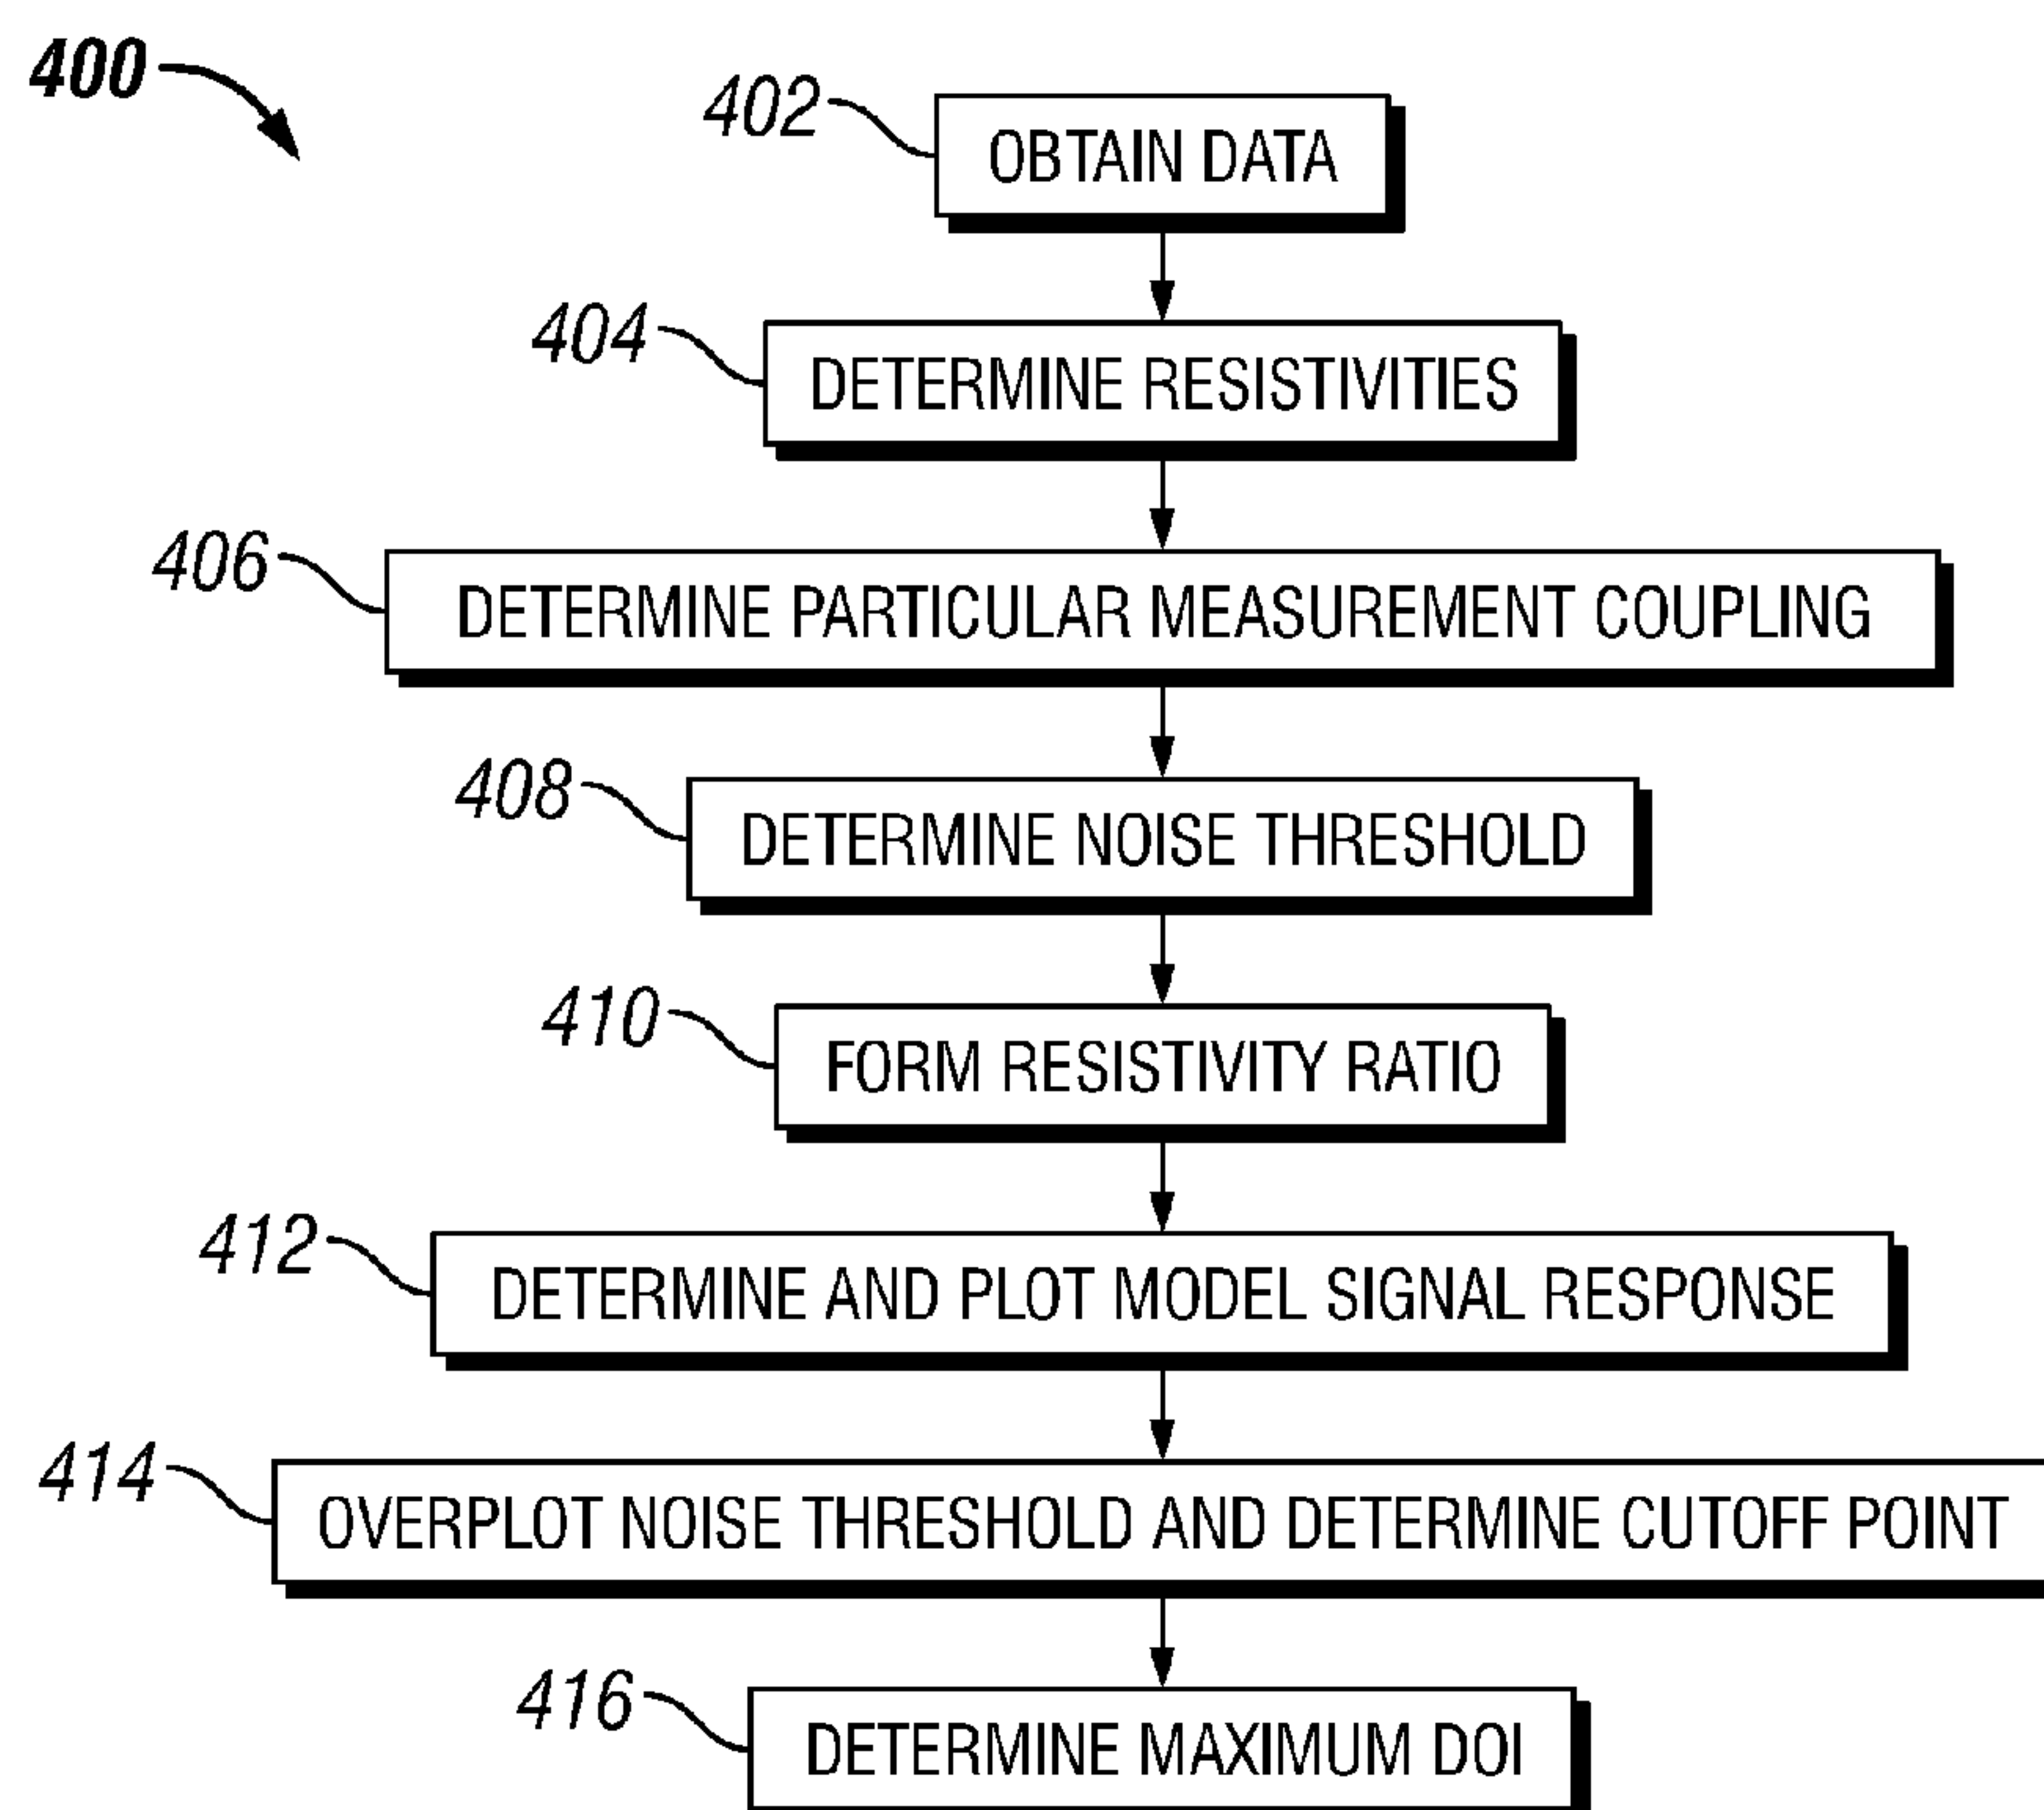 400
402
OBTAIN DATA
404
DETERMINE RESISTIVITIES
406
DETERMINE PARTICULAR MEASUREMENT COUPLING
408
DETERMINE NOISE THRESHOLD
410
FORM RESISTIVITY RATIO
412
DETERMINE AND PLOT MODEL SIGNAL RESPONSE
414
OVERPLOT NOISE THRESHOLD AND DETERMINE CUTOFF POINT
416
DETERMINE MAXIMUM DOI